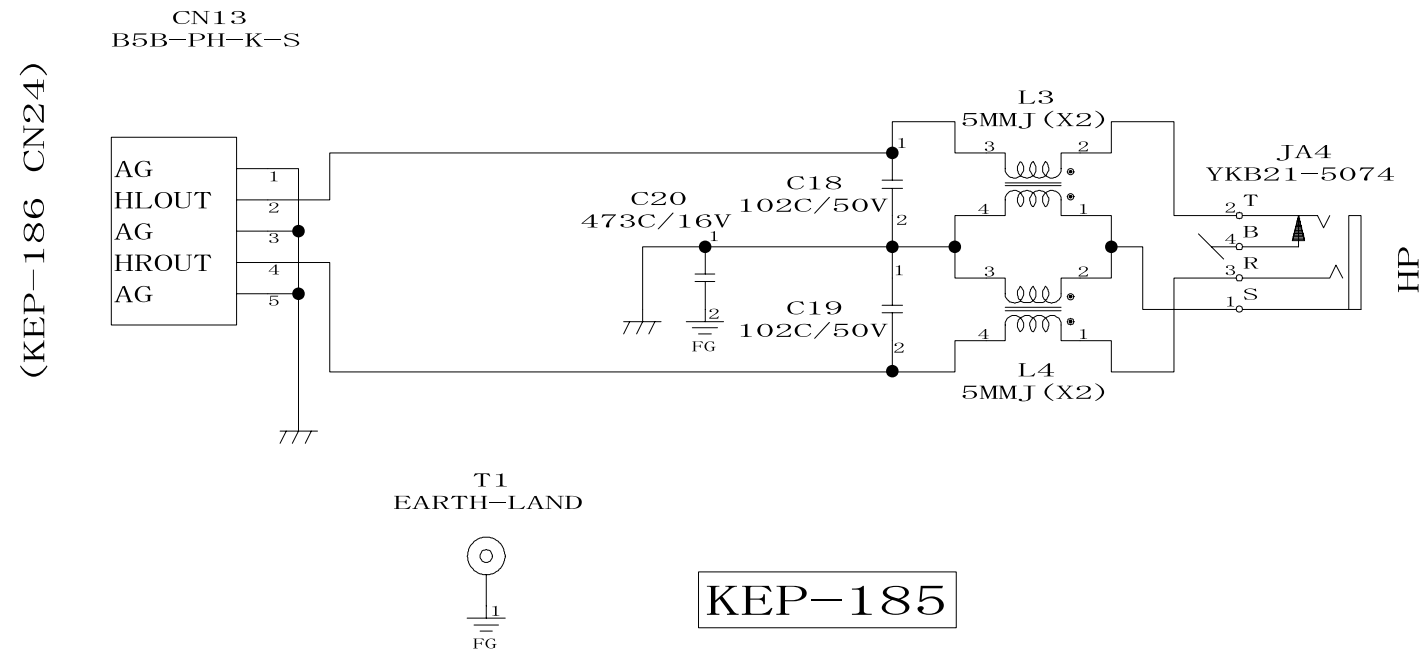 CN13
B5B-PH-K-S
(KEP-186 CN24)
AG
1
HLOUT
2
AG
3
HROUT
4
AG
5
C20
473C/16V
1
2
FG
C18
102C/50V
1
2
C19
102C/50V
1
2
L3
5MMJ(X2)
3
2
4
1
3
2
4
1
L4
5MMJ(X2)
JA4
YKB21-5074
2 T
4 B
3 R
1 S
HP
T1
EARTH-LAND
1
FG
KEP-185